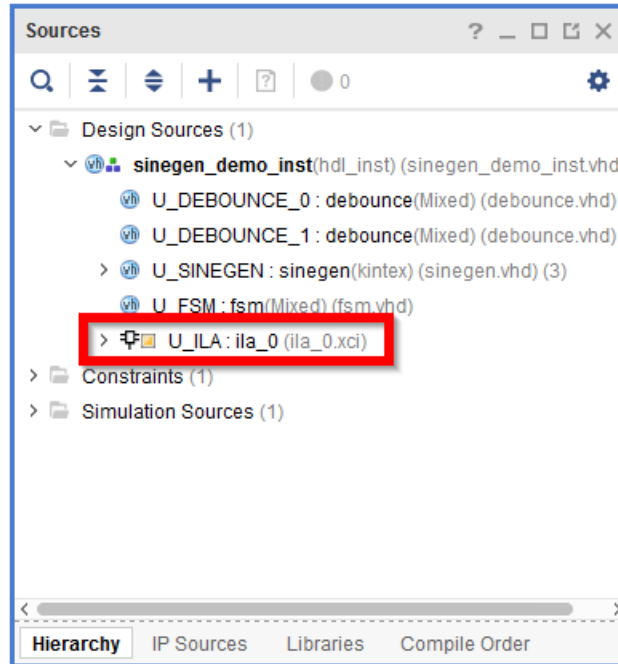 Sources
0
Design Sources (1)
sinegen_demo_inst(hdl_inst) (sinegen_demo_inst.vhd
U_DEBOUNCE_0 : debounce(Mixed) (debounce.vhd)
U_DEBOUNCE_1 : debounce(Mixed) (debounce.vhd)
U_SINEGEN : sinegen(kintex) (sinegen.vhd) (3)
U_FSM : fsm(Mixed) (fsm.vhd)
U_ILA : ila_0 (ila_0.xci)
Constraints (1)
Simulation Sources (1)
Hierarchy IP Sources Libraries Compile Order